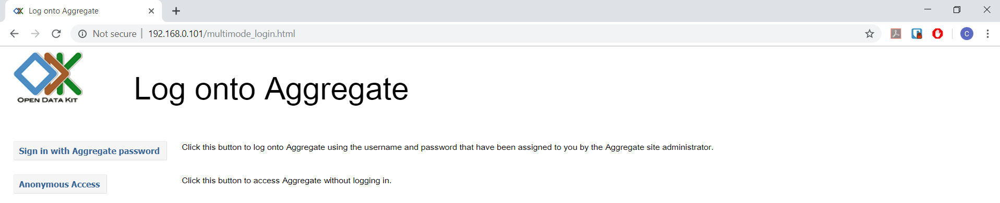 Log onto Aggregate
Not secure | 192.168.0.101/multimode_login.html
C
OPEN DATA KIT
Log onto Aggregate
Sign in with Aggregate password
Click this button to log onto Aggregate using the username and password that have been assigned to you by the Aggregate site administrator.
Anonymous Access
Click this button to access Aggregate without logging in.